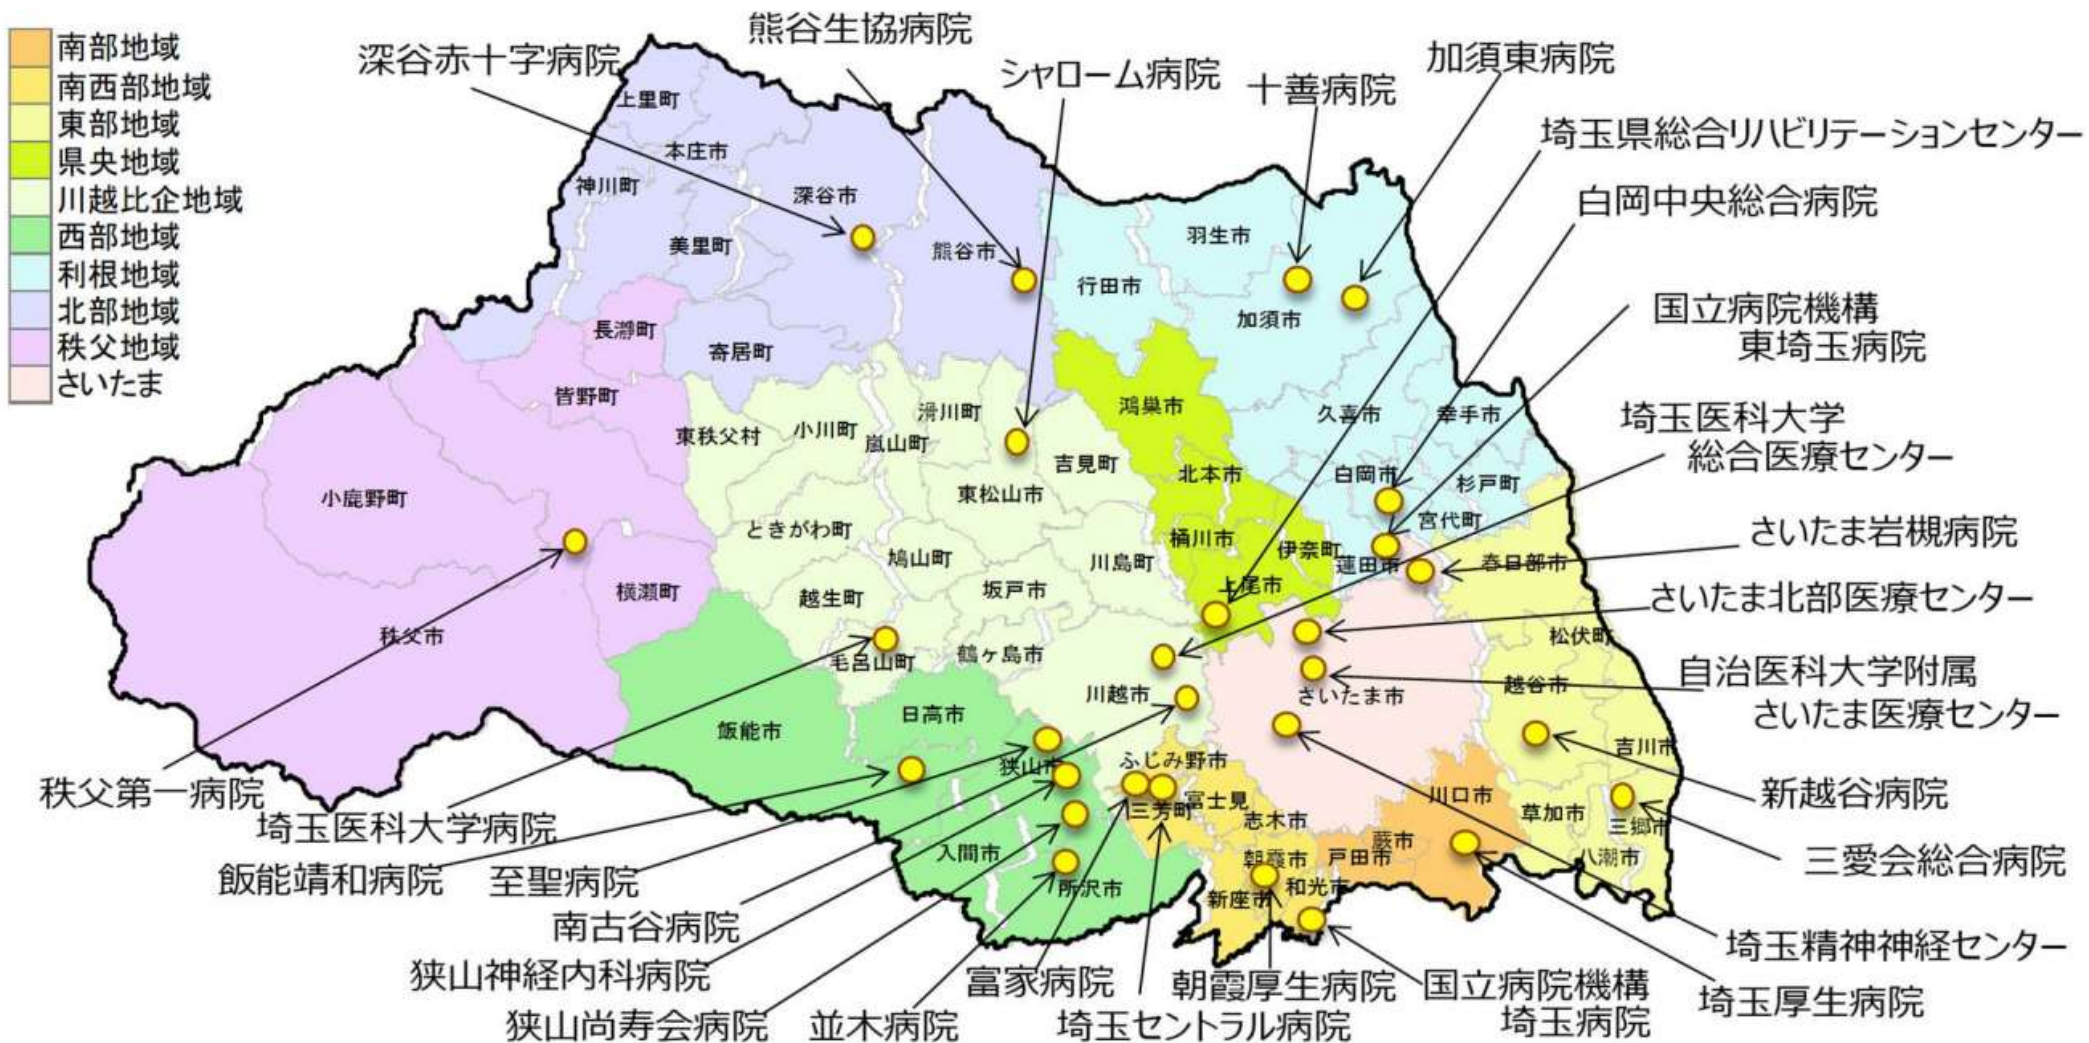 南部地域
南西部地域
東部地域
県央地域
川越比企地域
西部地域
利根地域
北部地域
秩父地域
さいたま
深谷赤十字病院
熊谷生協病院
シャローム病院
十善病院
加須東病院
埼玉県総合リハビリテーションセンター
白岡中央総合病院
国立病院機構
東埼玉病院
埼玉医科大学
総合医療センター
さいたま岩槻病院
さいたま北部医療センター
自治医科大学附属
さいたま医療センター
新越谷病院
三愛会総合病院
埼玉精神神経センター
埼玉厚生病院
秩父第一病院
埼玉医科大学病院
飯能靖和病院
至聖病院
南古谷病院
狭山神経内科病院
狭山尚寿会病院
並木病院
富家病院
埼玉セントラル病院
朝霞厚生病院
国立病院機構
埼玉病院
上里町
本庄市
神川町
深谷市
美里町
熊谷市
長瀞町
寄居町
皆野町
羽生市
行田市
加須市
鴻巣市
久喜市
幸手市
東秩父村
小川町
嵐山町
滑川町
吉見町
北本市
白岡市
杉戸町
小鹿野町
東松山市
宮代町
ときがわ町
鳩山町
川島町
桶川市
伊奈町
蓮田市
春日部市
横瀬町
越生町
坂戸市
上尾市
秩父市
毛呂山町
鶴ヶ島市
松伏町
川越市
さいたま市
越谷市
飯能市
日高市
狭山市
ふじみ野市
吉川市
富士見
三芳町
志木市
川口市
草加市
三郷市
入間市
所沢市
朝霞市
戸田市
蕨市
八潮市
新座市
和光市